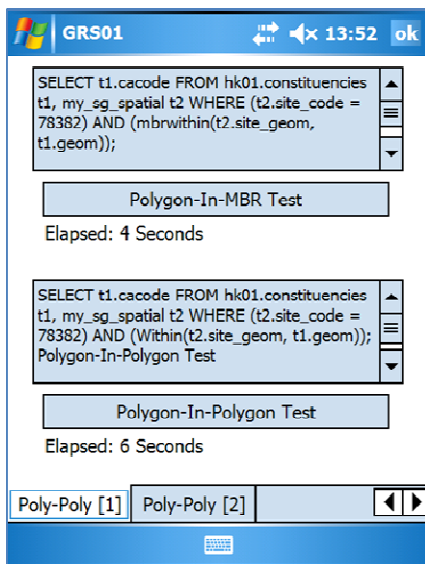 GRS01
13:52 ok
SELECT t1.cacode FROM hk01.constituencies
t1, my_sg_spatial t2 WHERE (t2.site_code =
78382) AND (mbrwithin(t2.site_geom,
t1.geom));
Polygon-In-MBR Test
Elapsed: 4 Seconds
SELECT t1.cacode FROM hk01.constituencies
t1, my_sg_spatial t2 WHERE (t2.site_code =
78382) AND (Within(t2.site_geom, t1.geom));
Polygon-In-Polygon Test
Polygon-In-Polygon Test
Elapsed: 6 Seconds
Poly-Poly [1] Poly-Poly [2]